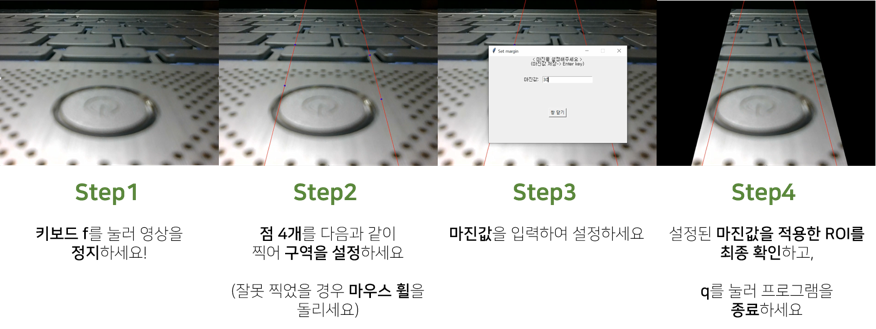 Set margin
< 마진을 설정해주세요 >
(마진값 저장-> Enter key)
마진값:
창 닫기
Step1
키보드 f를 눌러 영상을
정지하세요!
Step2
점 4개를 다음과 같이
찍어 구역을 설정하세요
(잘못 찍었을 경우 마우스 휠을
돌리세요)
Step3
마진값을 입력하여 설정하세요
Step4
설정된 마진값을 적용한 ROI를
최종 확인하고,
q를 눌러 프로그램을
종료하세요